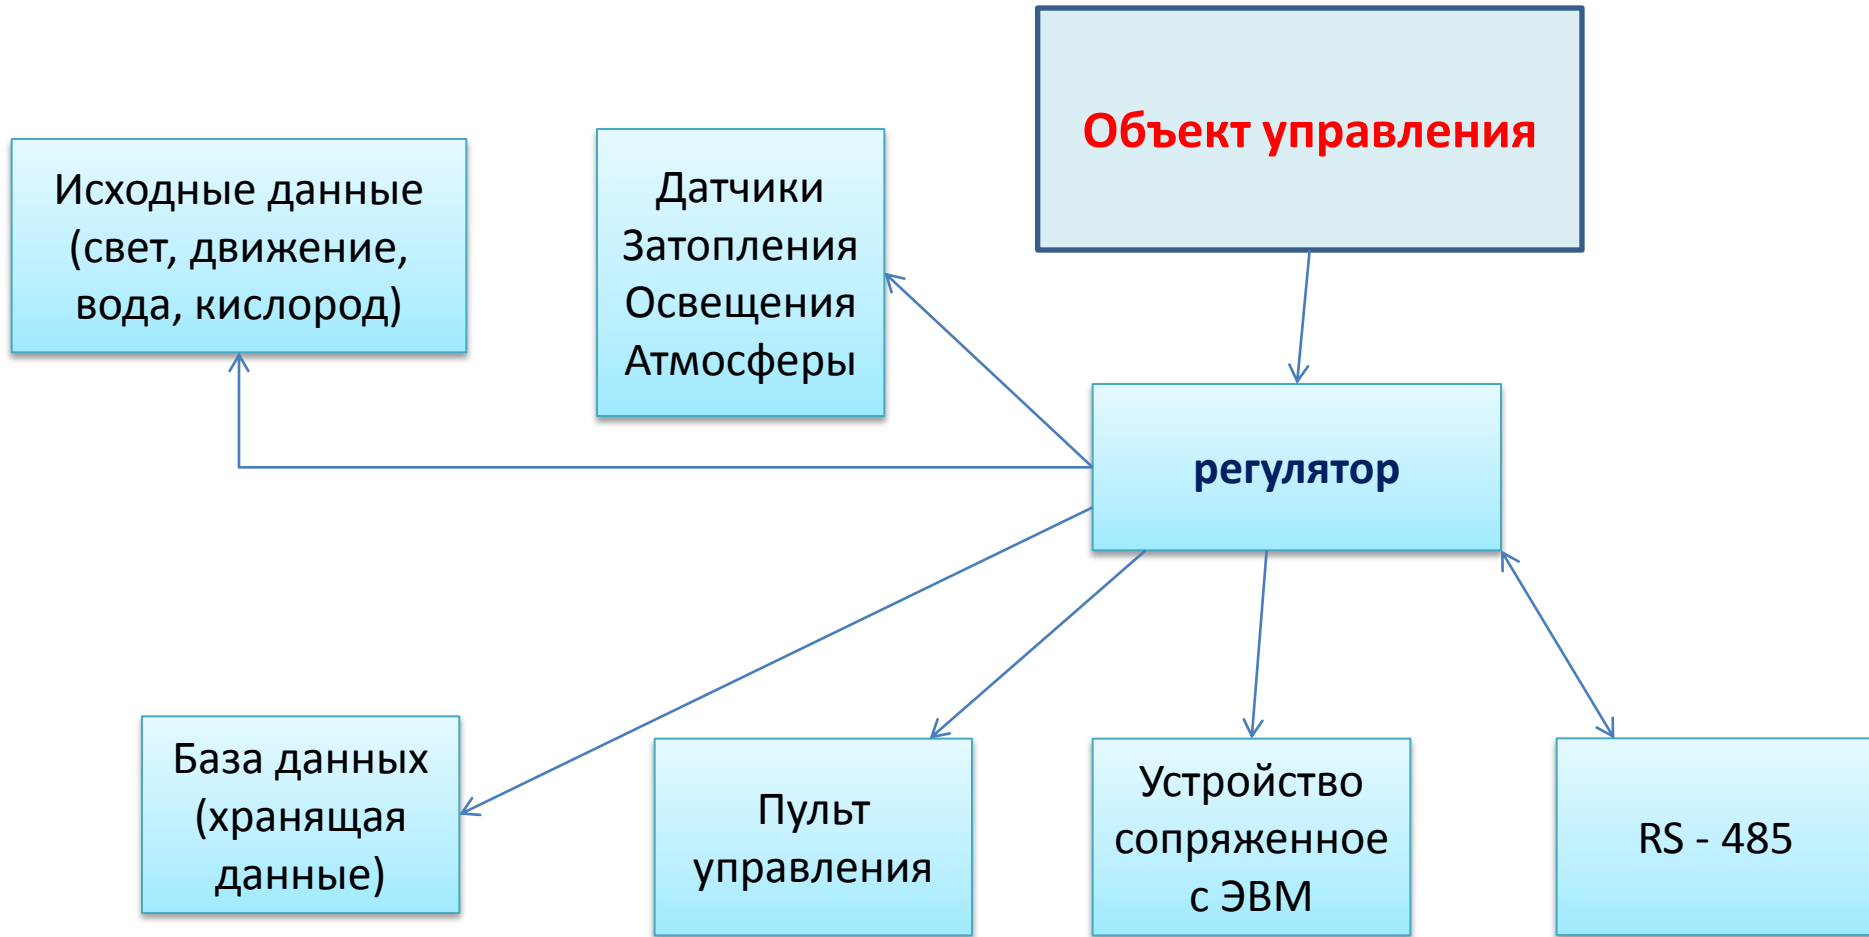 Объект управления
Исходные данные
(свет, движение,
вода, кислород)
Датчики
Затопления
Освещения
Атмосферы
регулятор
База данных
(хранящая
данные)
Пульт
управления
Устройство
сопряженное
с ЭВМ
RS - 485